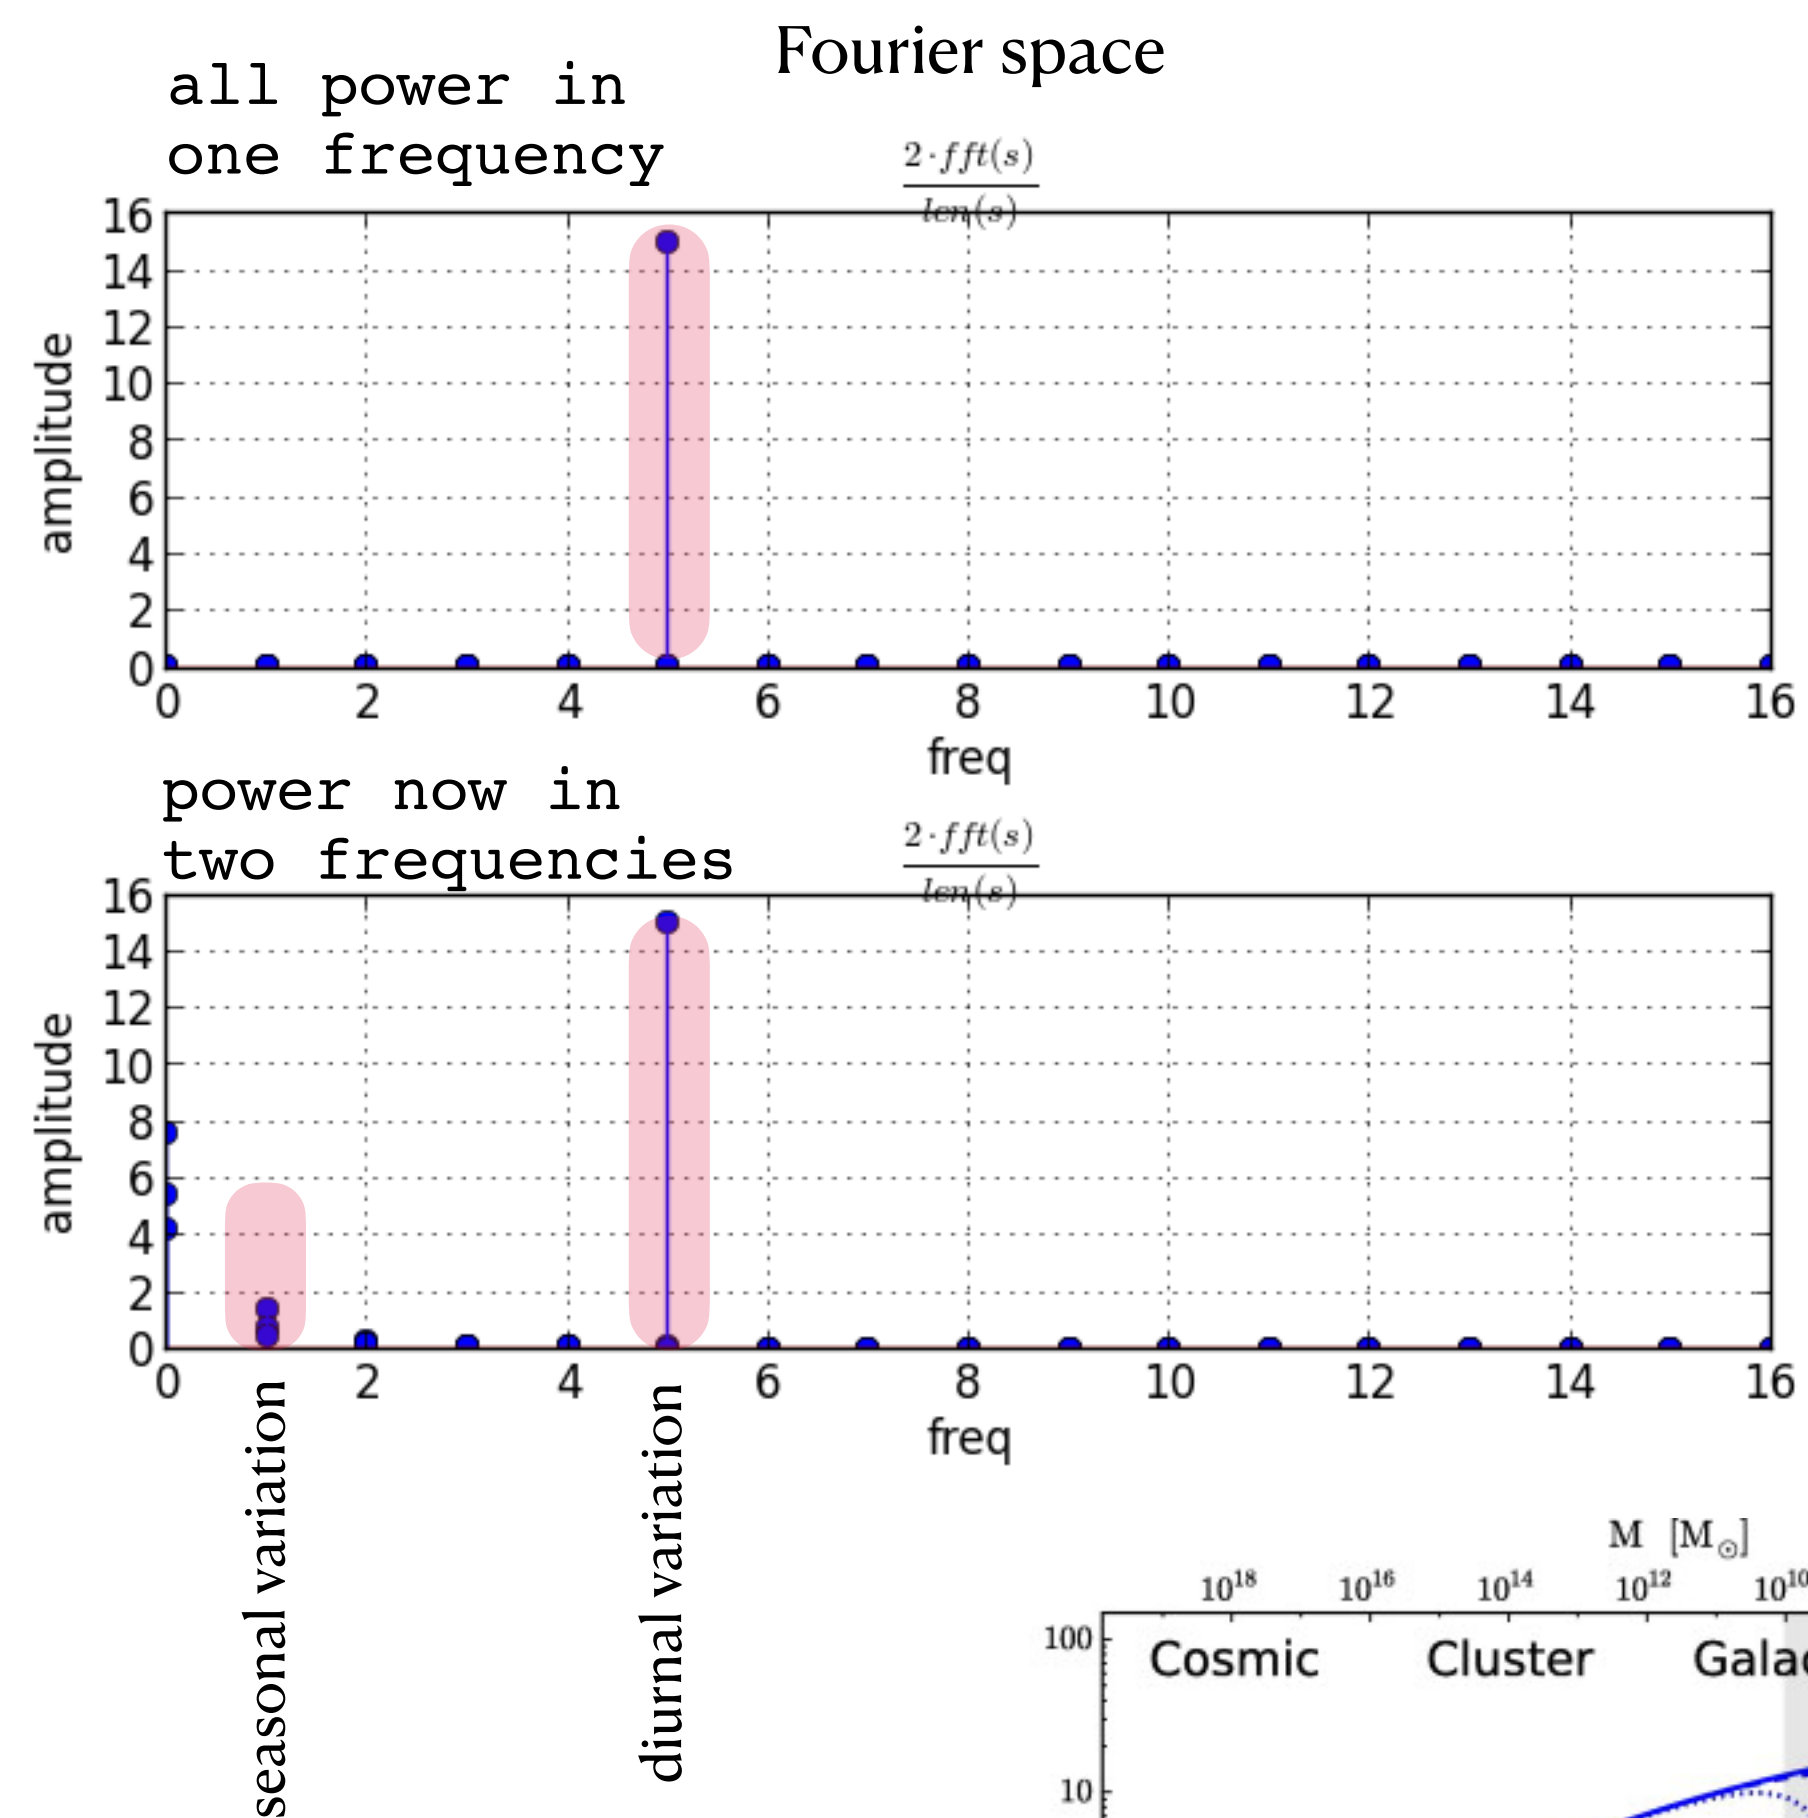 Fourier space
all power in
one frequency
2·fft(s)
len(s)
16
14
12
10
8
6
4
2
0
amplitude
0 2 4 6 8 10 12 14 16
freq
power now in
two frequencies
2·fft(s)
len(s)
16
14
12
10
8
6
4
2
0
amplitude
0 2 4 6 8 10 12 14 16
freq
seasonal variation
diurnal variation
M [M⊙]
10¹⁸ 10¹⁶ 10¹⁴ 10¹² 10¹⁰
100
Cosmic Cluster Galac
10